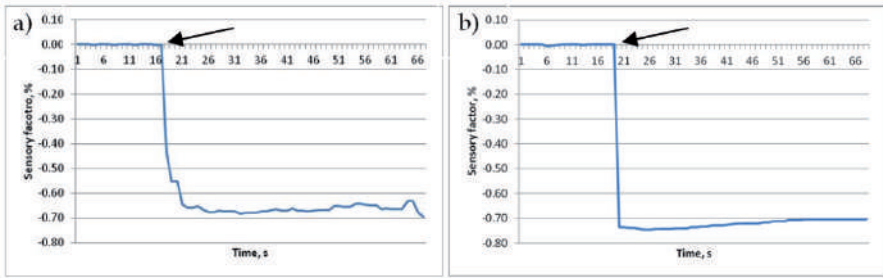 a)
0.10
0.00
-0.10
-0.20
-0.30
-0.40
-0.50
-0.60
-0.70
-0.80
1 6 11 16 21 26 31 36 41 46 51 56 61 66
Sensory facotro, %
Time, s
b)
0.10
0.00
-0.10
-0.20
-0.30
-0.40
-0.50
-0.60
-0.70
-0.80
1 6 11 16 21 26 31 36 41 46 51 56 61 66
Sensory factor, %
Time, s